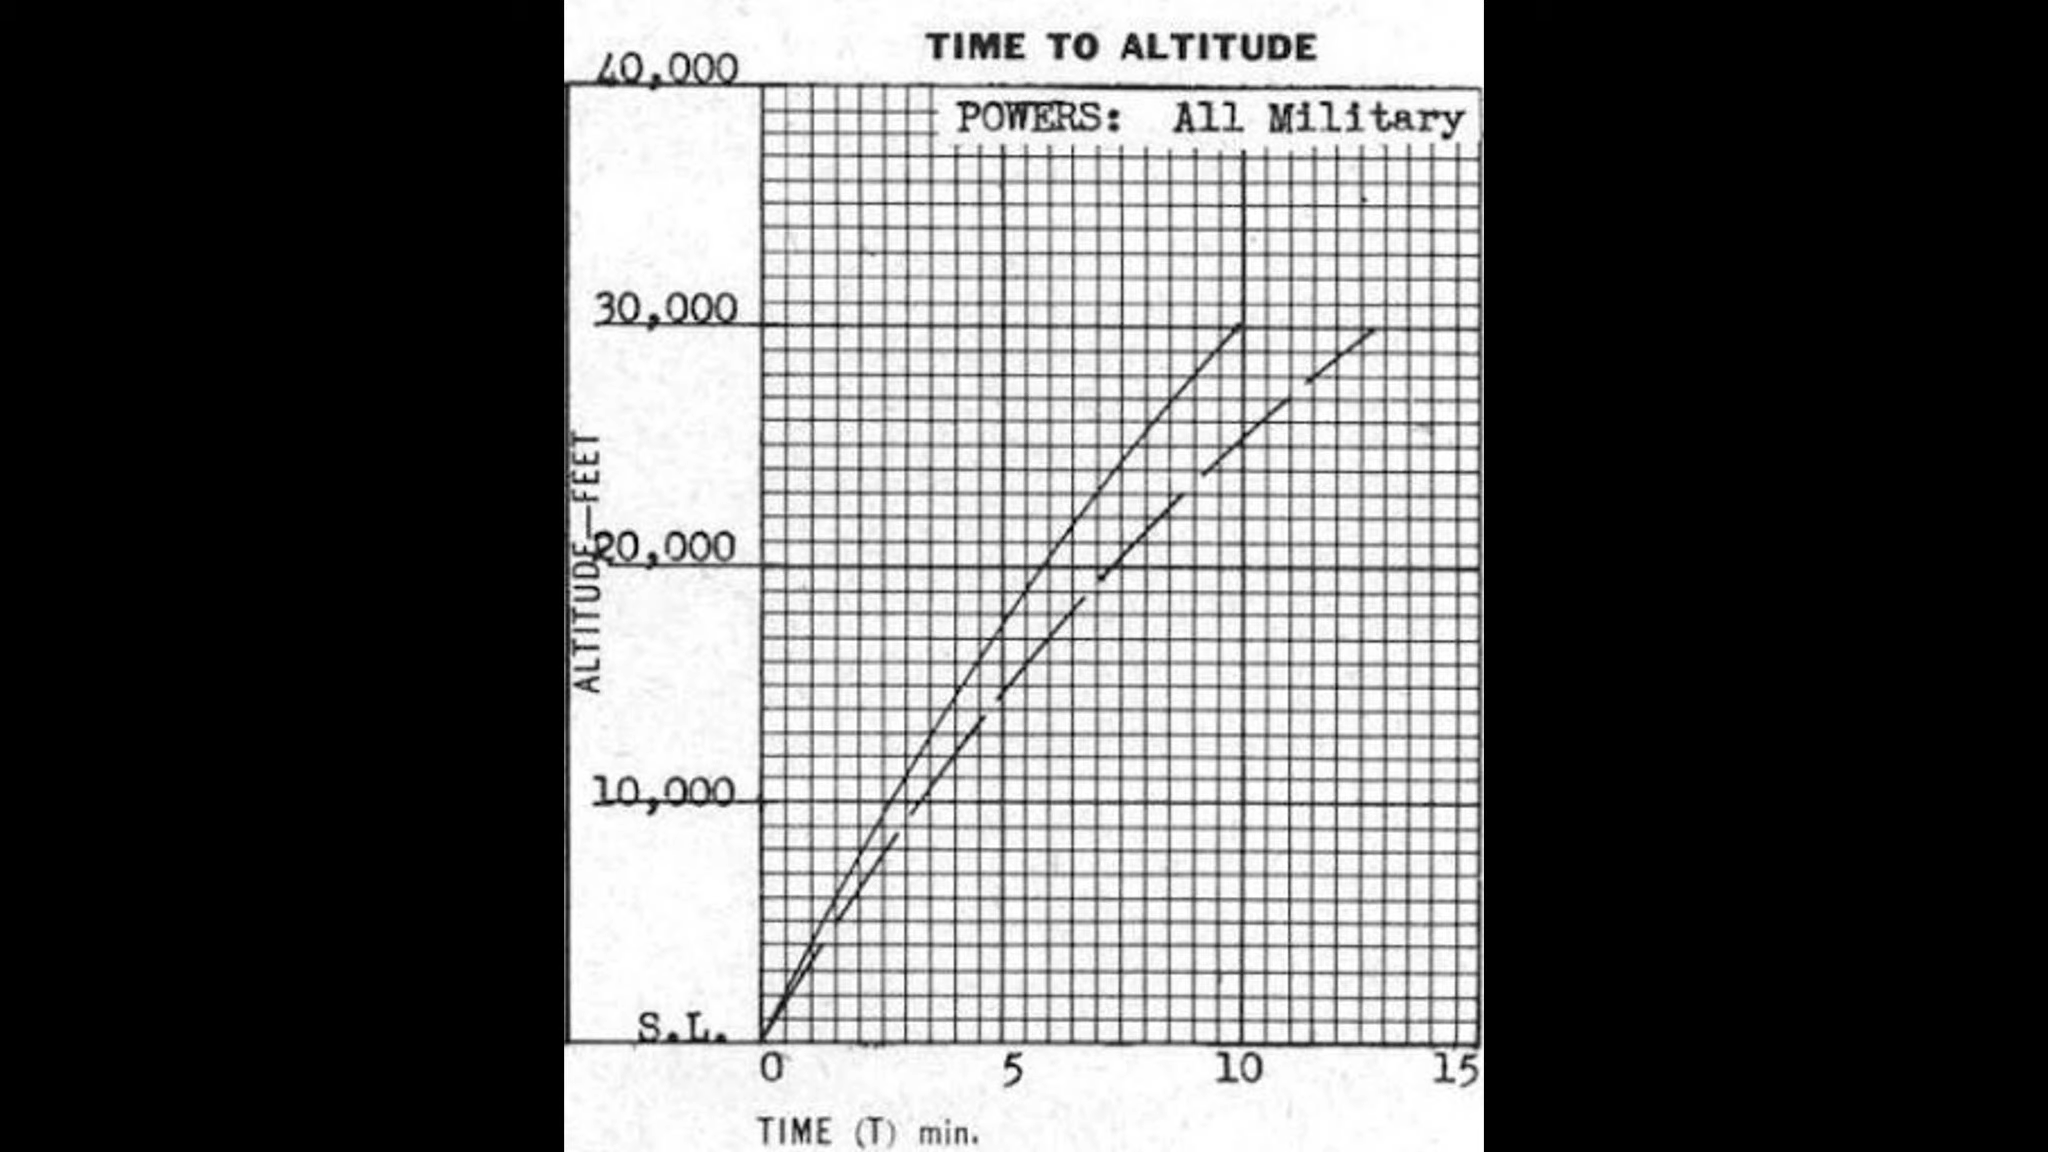 TIME TO ALTITUDE
40,000
POWERS: All Military
30,000
20,000
10,000
S.L.
ALTITUDE—FEET
0 5 10 15
TIME (T) min.